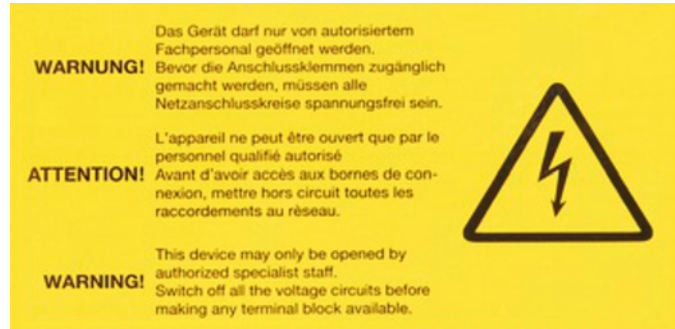 WARNUNG!
Das Gerät darf nur von autorisiertem
Fachpersonal geöffnet werden.
Bevor die Anschlussklemmen zugänglich
gemacht werden, müssen alle
Netzanschlusskreise spannungsfrei sein.
ATTENTION!
L'appareil ne peut être ouvert que par le
personnel qualifié autorisé
Avant d'avoir accès aux bornes de con-
nexion, mettre hors circuit toutes les
raccordements au rèseau.
WARNING!
This device may only be opened by
authorized specialist staff.
Switch off all the voltage circuits before
making any terminal block available.